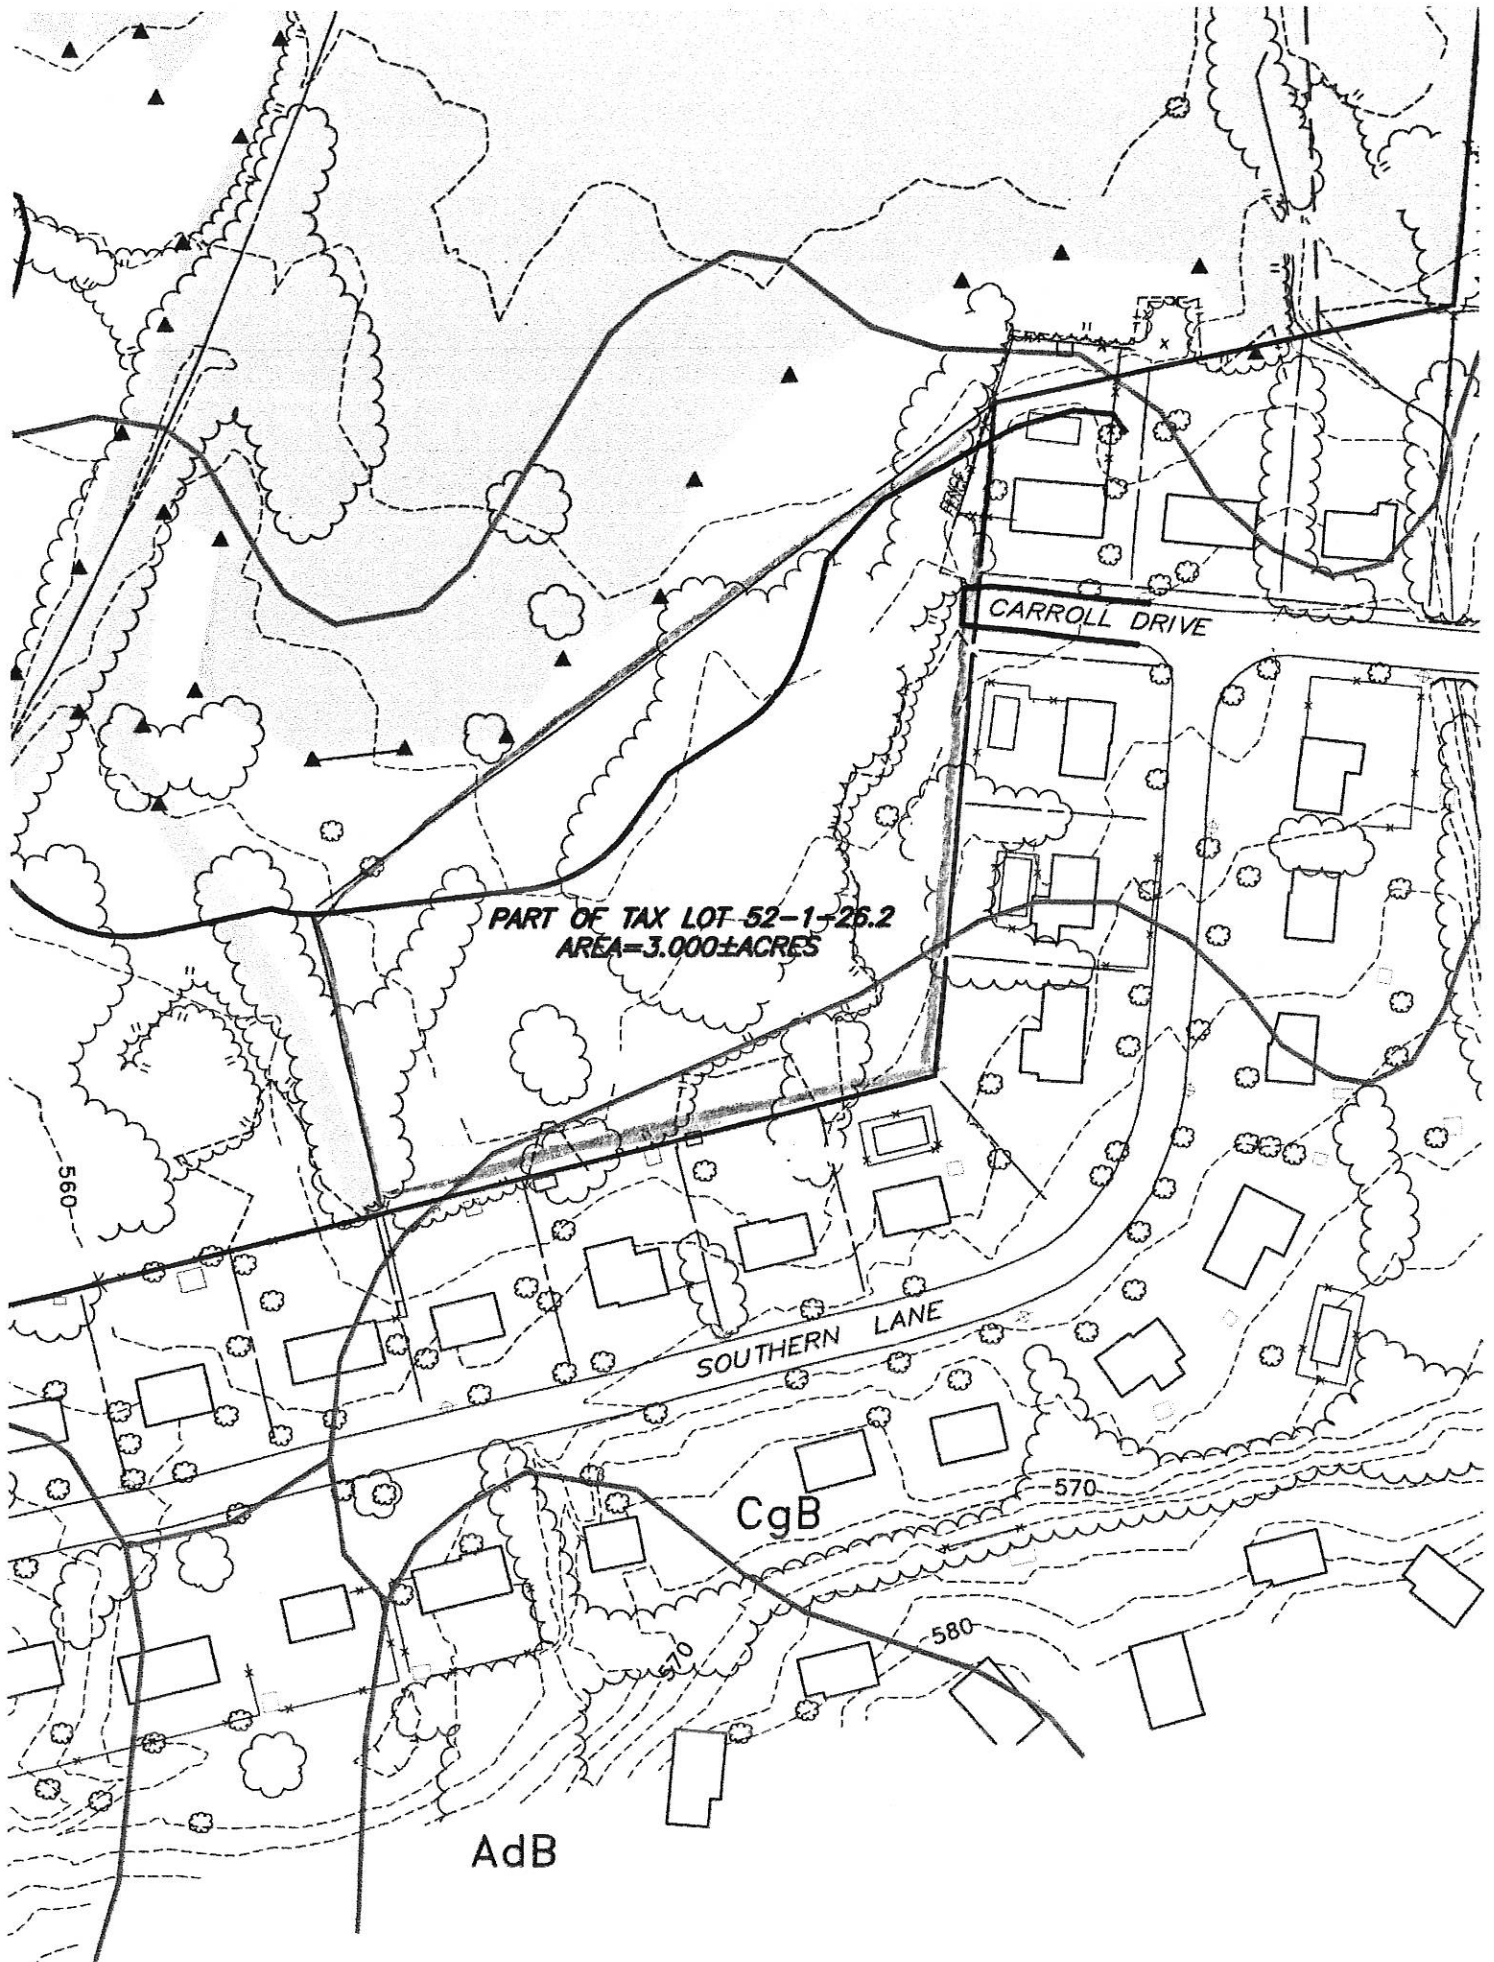 FENCE
CARROLL DRIVE
PART OF TAX LOT 52-1-26.2
AREA=3.000±ACRES
560
SOUTHERN LANE
570
CgB
580
570
AdB